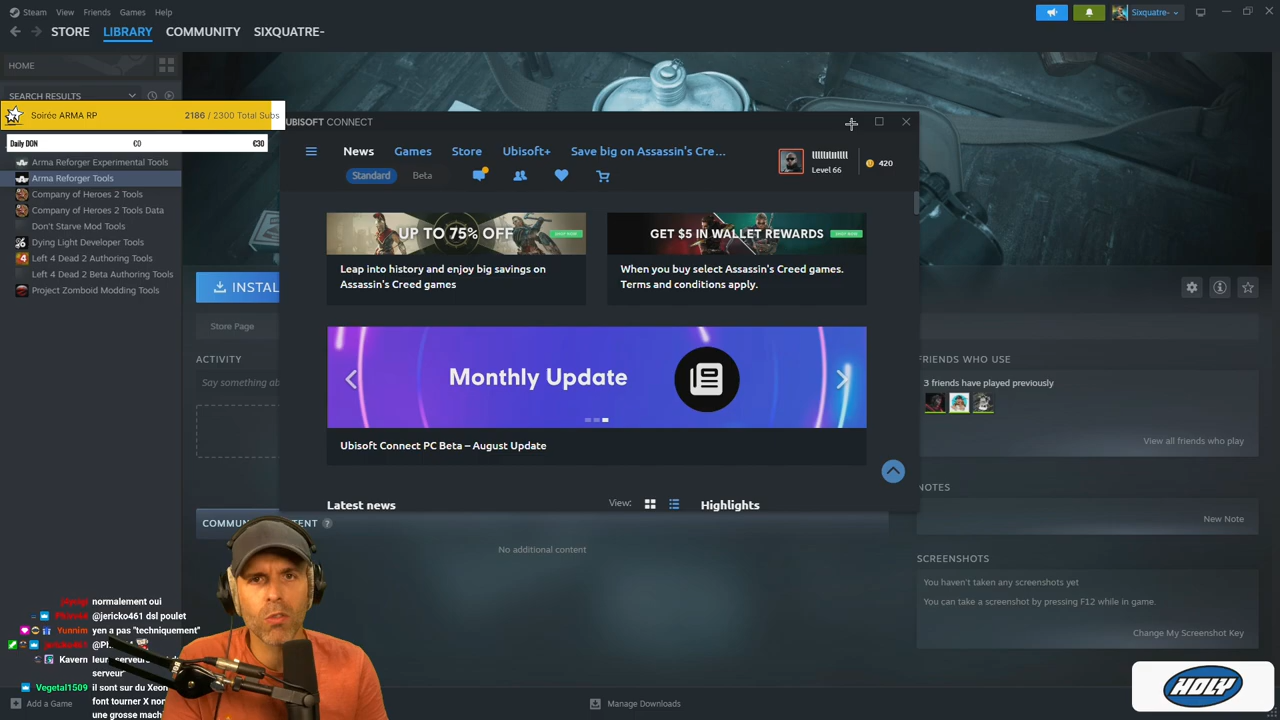 Steam View Friends Games Help
Sixquatre-
STORE LIBRARY COMMUNITY SIXQUATRE-
HOME
SEARCH RESULTS
Soirée ARMA RP 2186 / 2300 Total Subs
Daily DON €0 €30
Arma Reforger Experimental Tools
Arma Reforger Tools
Company of Heroes 2 Tools
Company of Heroes 2 Tools Data
Don't Starve Mod Tools
Dying Light Developer Tools
Left 4 Dead 2 Authoring Tools
Left 4 Dead 2 Beta Authoring Tools
Project Zomboid Modding Tools
UBISOFT CONNECT
News Games Store Ubisoft+ Save big on Assassin's Cre...
Standard Beta
Level 66
420
UP TO 75% OFF
SHOP NOW
Leap into history and enjoy big savings on
Assassin's Creed games
GET $5 IN WALLET REWARDS
SHOP NOW
When you buy select Assassin's Creed games.
Terms and conditions apply.
Monthly Update
Ubisoft Connect PC Beta – August Update
Latest news View: Highlights
INSTAL
Store Page
ACTIVITY
Say something ab
COMMUN ENT ?
No additional content
FRIENDS WHO USE
3 friends have played previously
View all friends who play
NOTES
New Note
SCREENSHOTS
You haven't taken any screenshots yet
You can take a screenshot by pressing F12 while in game.
Change My Screenshot Key
normalement oui
@jericko461 dsl poulet
Yunnim yen a pas "techniquement"
jericko461
Kavern
Vegetal1509 il sont sur du Xeon
font tourner X
une grosse mach
Add a Game
Manage Downloads
HOLY